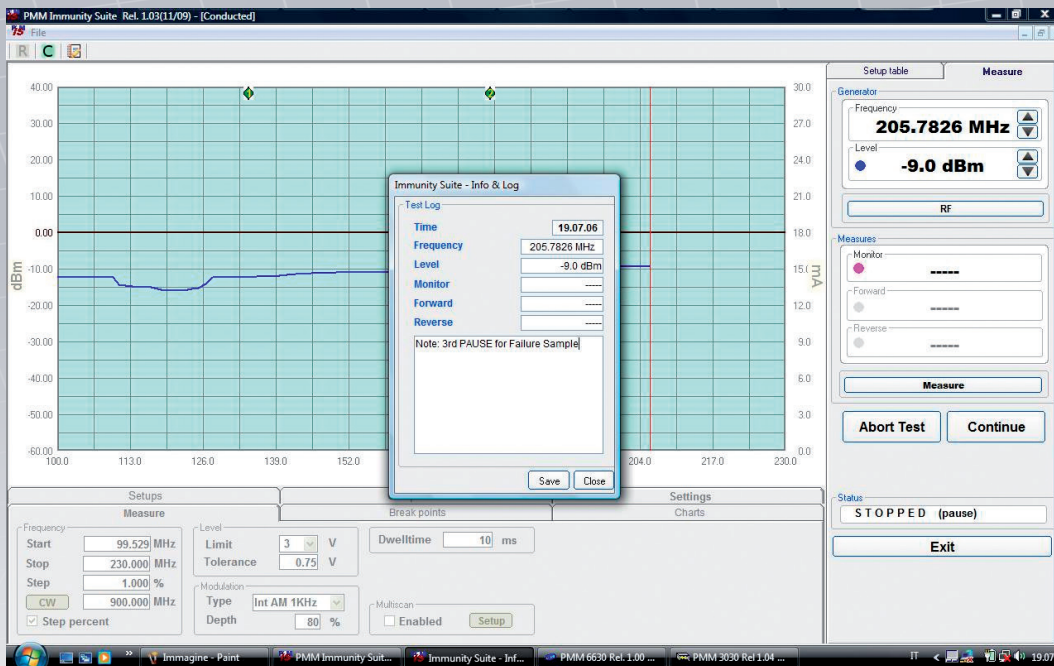 PMM Immunity Suite Rel. 1.03(11/09) - [Conducted]
File
R C
Setup table Measure
Generator
Frequency
205.7826 MHz
Level
-9.0 dBm
RF
Measures
Monitor
-----
Forward
-----
Reverse
-----
Measure
Abort Test Continue
Status
STOPPED (pause)
Exit
40.00
30.00
20.00
10.00
0.00
-10.00
-20.00
-30.00
-40.00
-50.00
-60.00
dBm
1 2
30.0
27.0
24.0
21.0
18.0
15.(
12.0
9.0
6.0
3.0
0.0
mA
100.0 113.0 126.0 139.0 152.0 204.0 217.0 230.0
Immunity Suite - Info & Log
Test Log
Time 19.07.06
Frequency 205.7826 MHz
Level -9.0 dBm
Monitor -----
Forward -----
Reverse -----
Note: 3rd PAUSE for Failure Sample
Save Close
Setups Settings
Measure Break points Charts
Frequency
Start 99.529 MHz
Stop 230.000 MHz
Step 1.000 %
CW 900.000 MHz
Step percent
Level
Limit 3 V
Tolerance 0.75 V
Modulation
Type Int AM 1KHz
Depth 80 %
Dwelltime 10 ms
Multiscan
Enabled Setup
» Immagine - Paint PMM Immunity Suit... Immunity Suite - Inf... PMM 6630 Rel. 1.00 ... PMM 3030 Rel 1.04 ... IT < 19.07